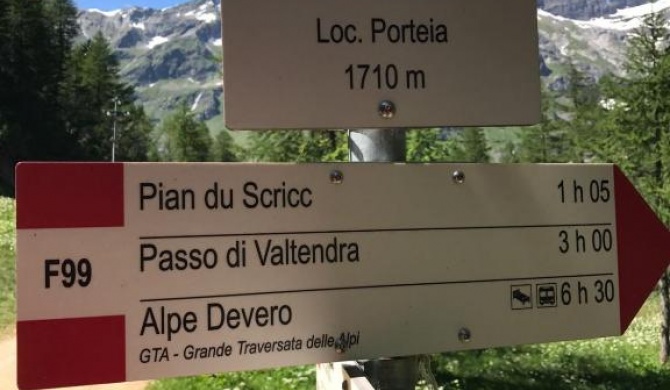 Loc. Porteia
1710 m
Pian du Scricc 1 h 05
F99
Passo di Valtendra 3 h 00
Alpe Devero 6 h 30
GTA - Grande Traversata delle Alpi